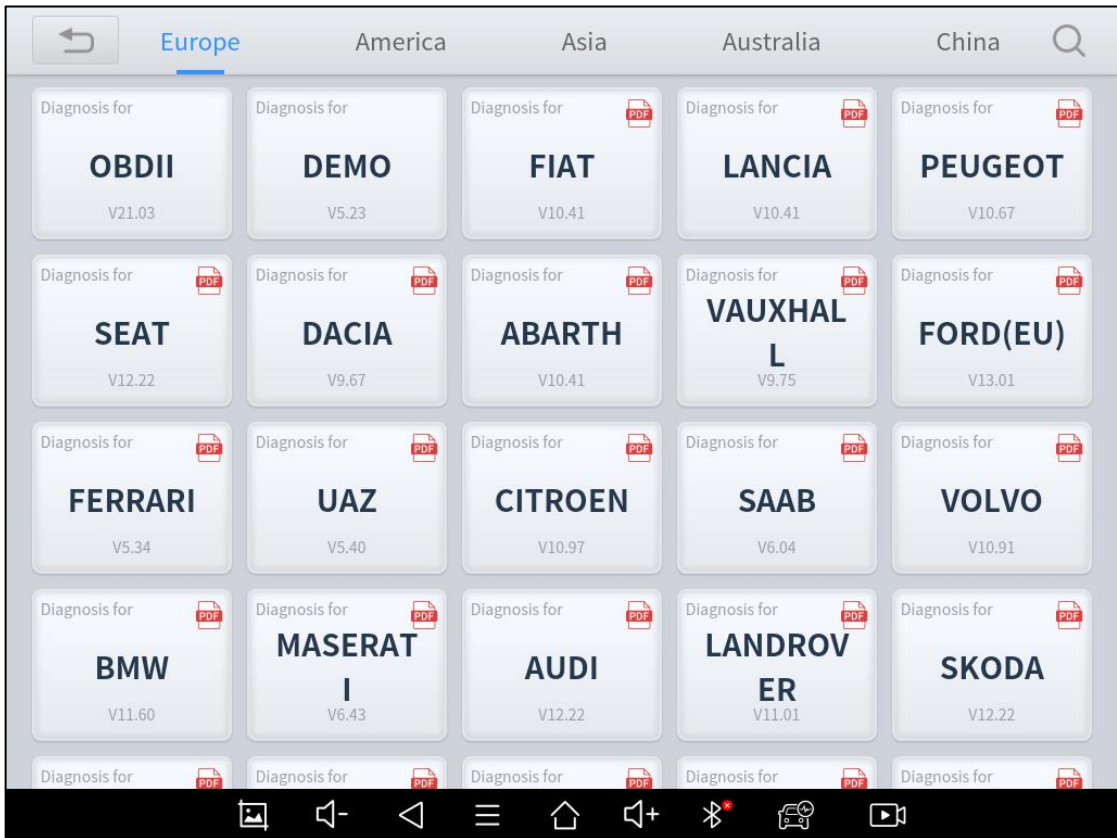 Europe America Asia Australia China
Diagnosis for Diagnosis for Diagnosis for PDF Diagnosis for PDF Diagnosis for PDF
OBDII DEMO FIAT LANCIA PEUGEOT
V21.03 V5.23 V10.41 V10.41 V10.67
Diagnosis for PDF Diagnosis for PDF Diagnosis for PDF Diagnosis for PDF Diagnosis for PDF
SEAT DACIA ABARTH VAUXHAL
L FORD(EU)
V12.22 V9.67 V10.41 V9.75 V13.01
Diagnosis for PDF Diagnosis for PDF Diagnosis for PDF Diagnosis for PDF Diagnosis for PDF
FERRARI UAZ CITROEN SAAB VOLVO
V5.34 V5.40 V10.97 V6.04 V10.91
Diagnosis for PDF Diagnosis for PDF Diagnosis for PDF Diagnosis for PDF Diagnosis for PDF
BMW MASERAT
I AUDI LANDROV
ER SKODA
V11.60 V6.43 V12.22 V11.01 V12.22
Diagnosis for PDF Diagnosis for PDF Diagnosis for PDF Diagnosis for PDF Diagnosis for PDF